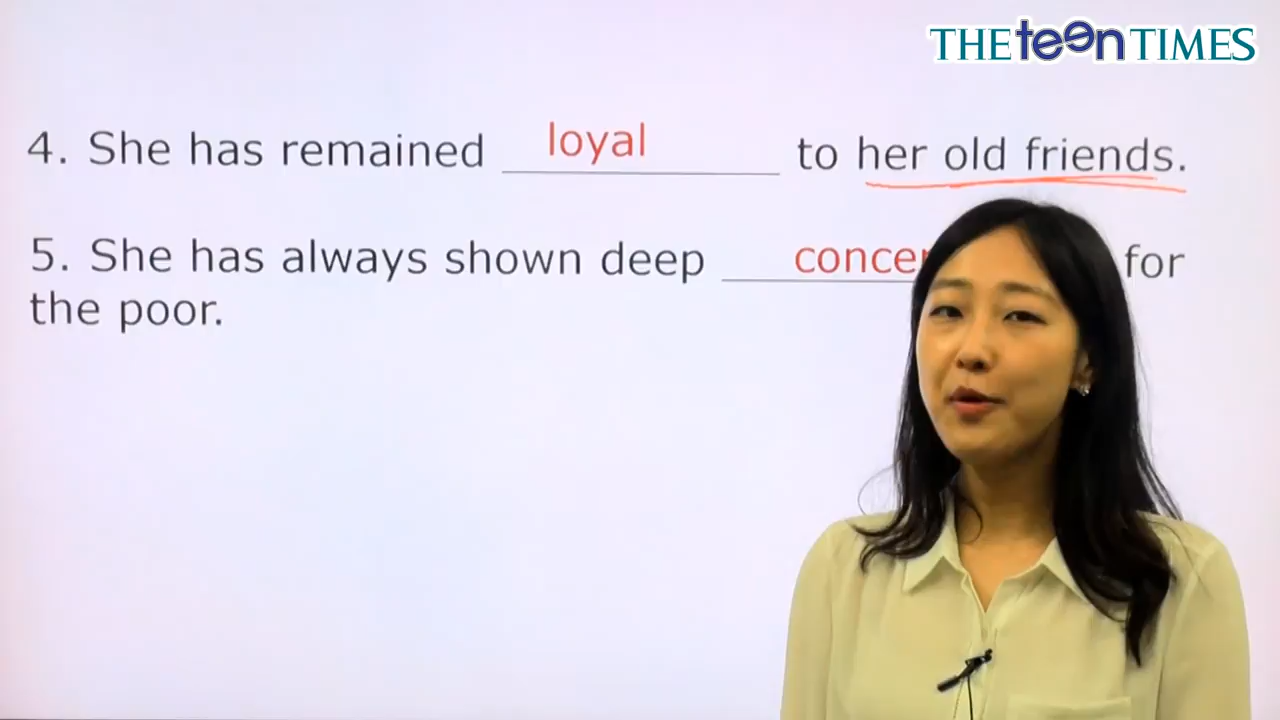 THE teen TIMES
4. She has remained loyal to her old friends.
5. She has always shown deep for
the poor.